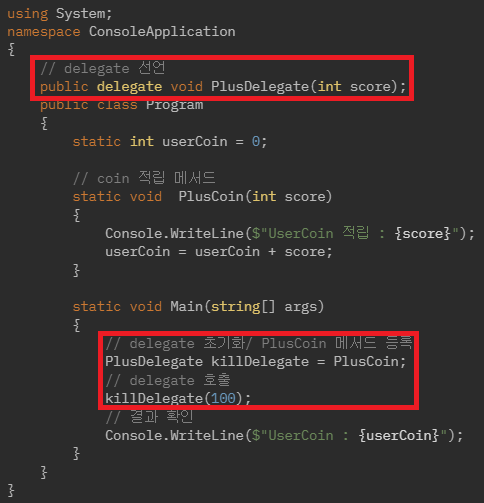 using System;
namespace ConsoleApplication
{
// delegate 선언
public delegate void PlusDelegate(int score);
public class Program
{
static int userCoin = 0;
// coin 적립 메서드
static void  PlusCoin(int score)
{
Console.WriteLine($"UserCoin 적립 : {score}");
userCoin = userCoin + score;
}
static void Main(string[] args)
{
// delegate 초기화/ PlusCoin 메서드 등록
PlusDelegate killDelegate = PlusCoin;
// delegate 호출
killDelegate(100);
// 결과 확인
Console.WriteLine($"UserCoin : {userCoin}");
}
}
}